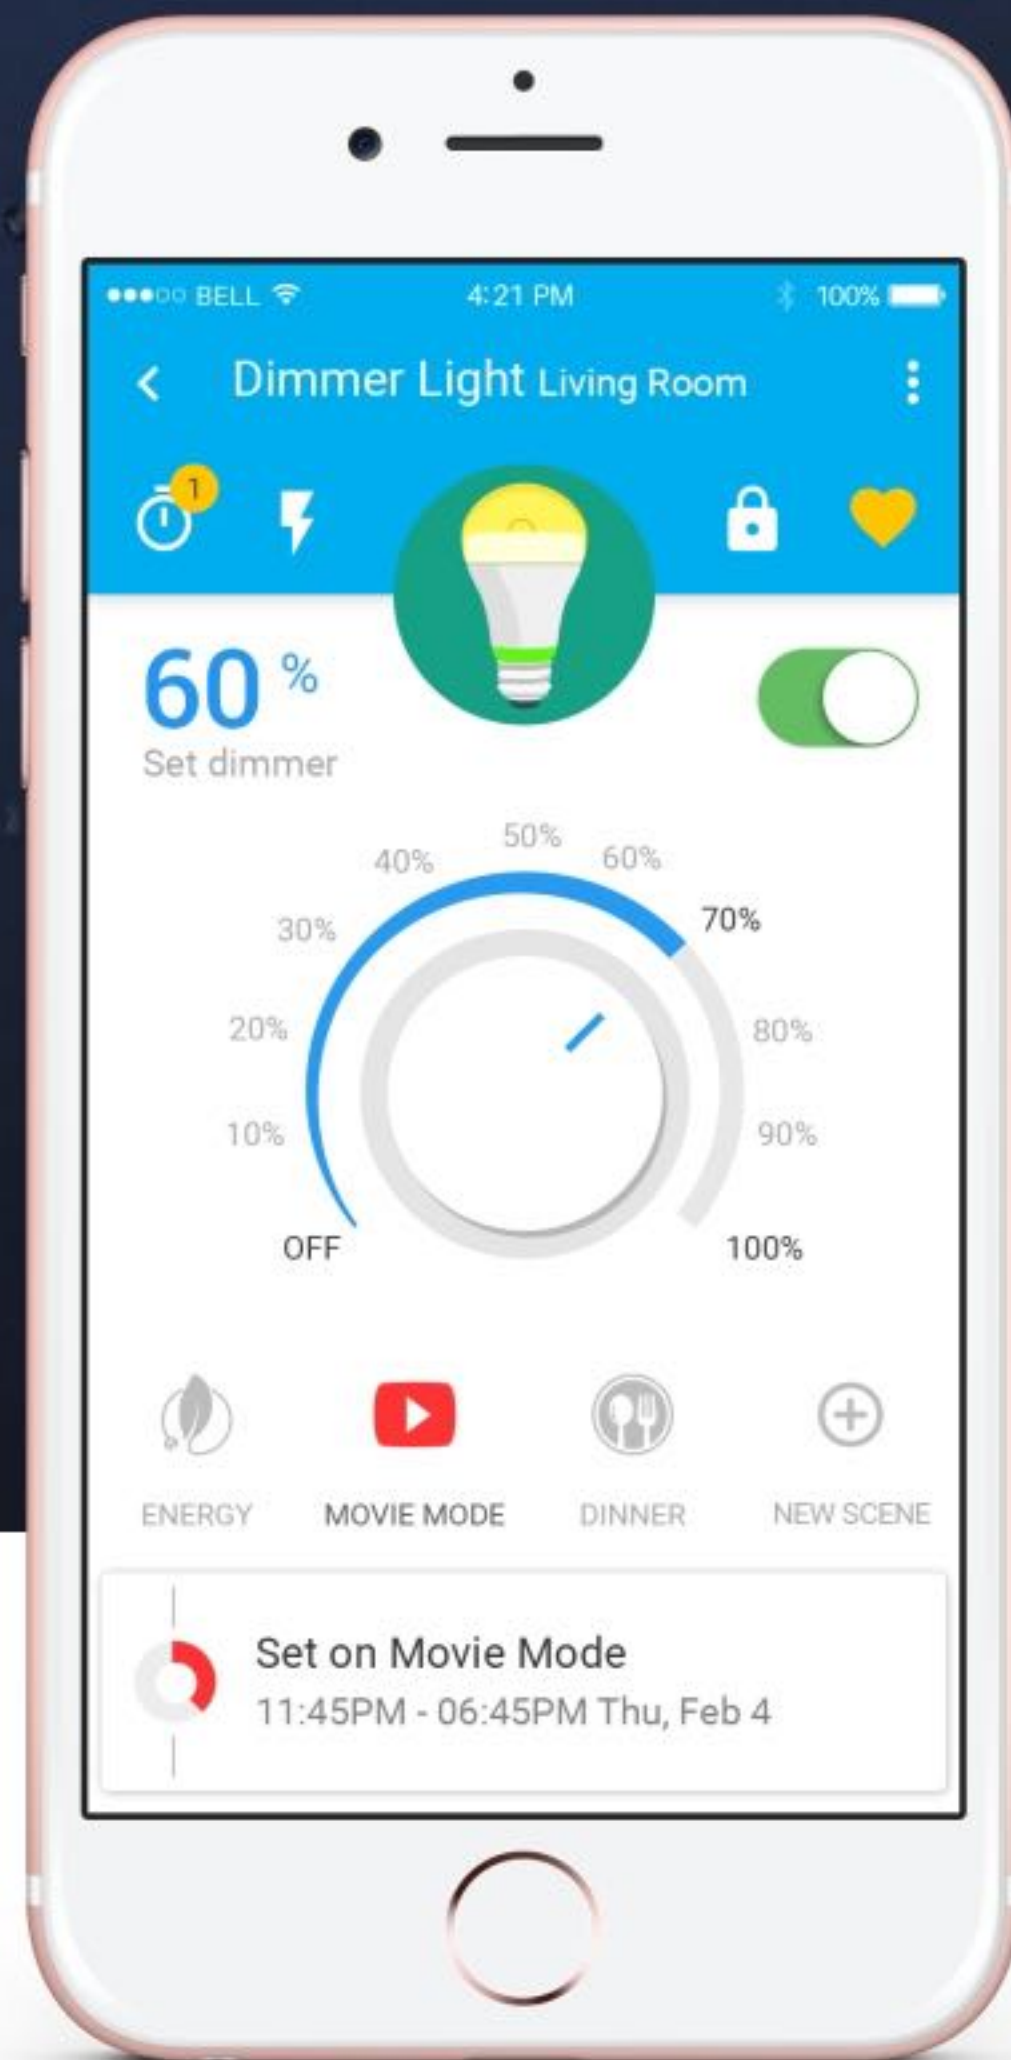 BELL 4:21 PM 100%
Dimmer Light Living Room
1
60 %
Set dimmer
50%
40% 60%
30% 70%
20% 80%
10% 90%
OFF 100%
ENERGY MOVIE MODE DINNER NEW SCENE
Set on Movie Mode
11:45PM - 06:45PM Thu, Feb 4